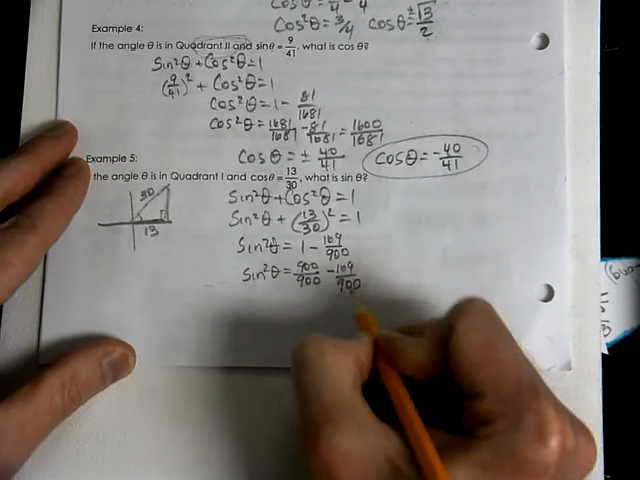 cos²θ = 3/4 cosθ = ±√3/2
Example 4:
If the angle θ is in Quadrant II and sinθ = 9/41, what is cos θ?
Sin²θ + Cos²θ = 1
(9/41)² + Cos²θ = 1
Cos²θ = 1 - 81/1681
Cos²θ = 1681/1681 - 81/1681 = 1600/1681
Cos θ = ± 40/41
Cosθ = -40/41
Example 5:
the angle θ is in Quadrant I and cosθ = 13/30, what is sin θ?
30
13
Sin²θ + Cos²θ = 1
Sin²θ + (13/30)² = 1
Sin²θ = 1 - 169/900
Sin²θ = 900/900 - 169/900